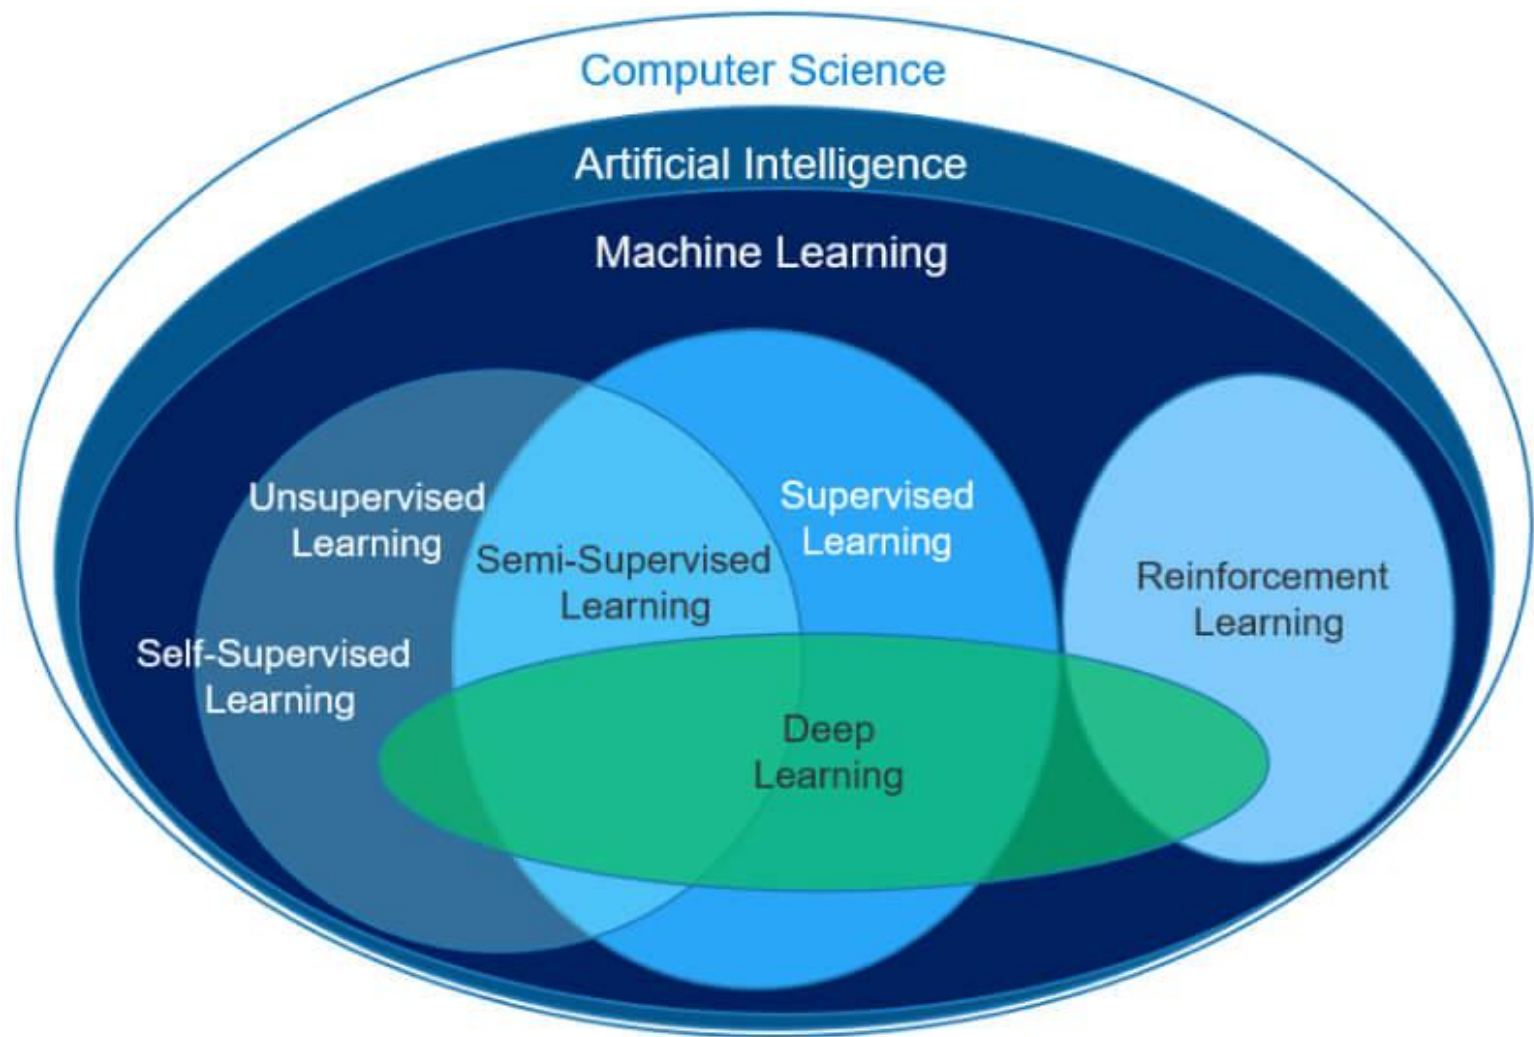 Computer Science
Artificial Intelligence
Machine Learning
Unsupervised
Learning
Semi-Supervised
Learning
Supervised
Learning
Reinforcement
Learning
Self-Supervised
Learning
Deep
Learning